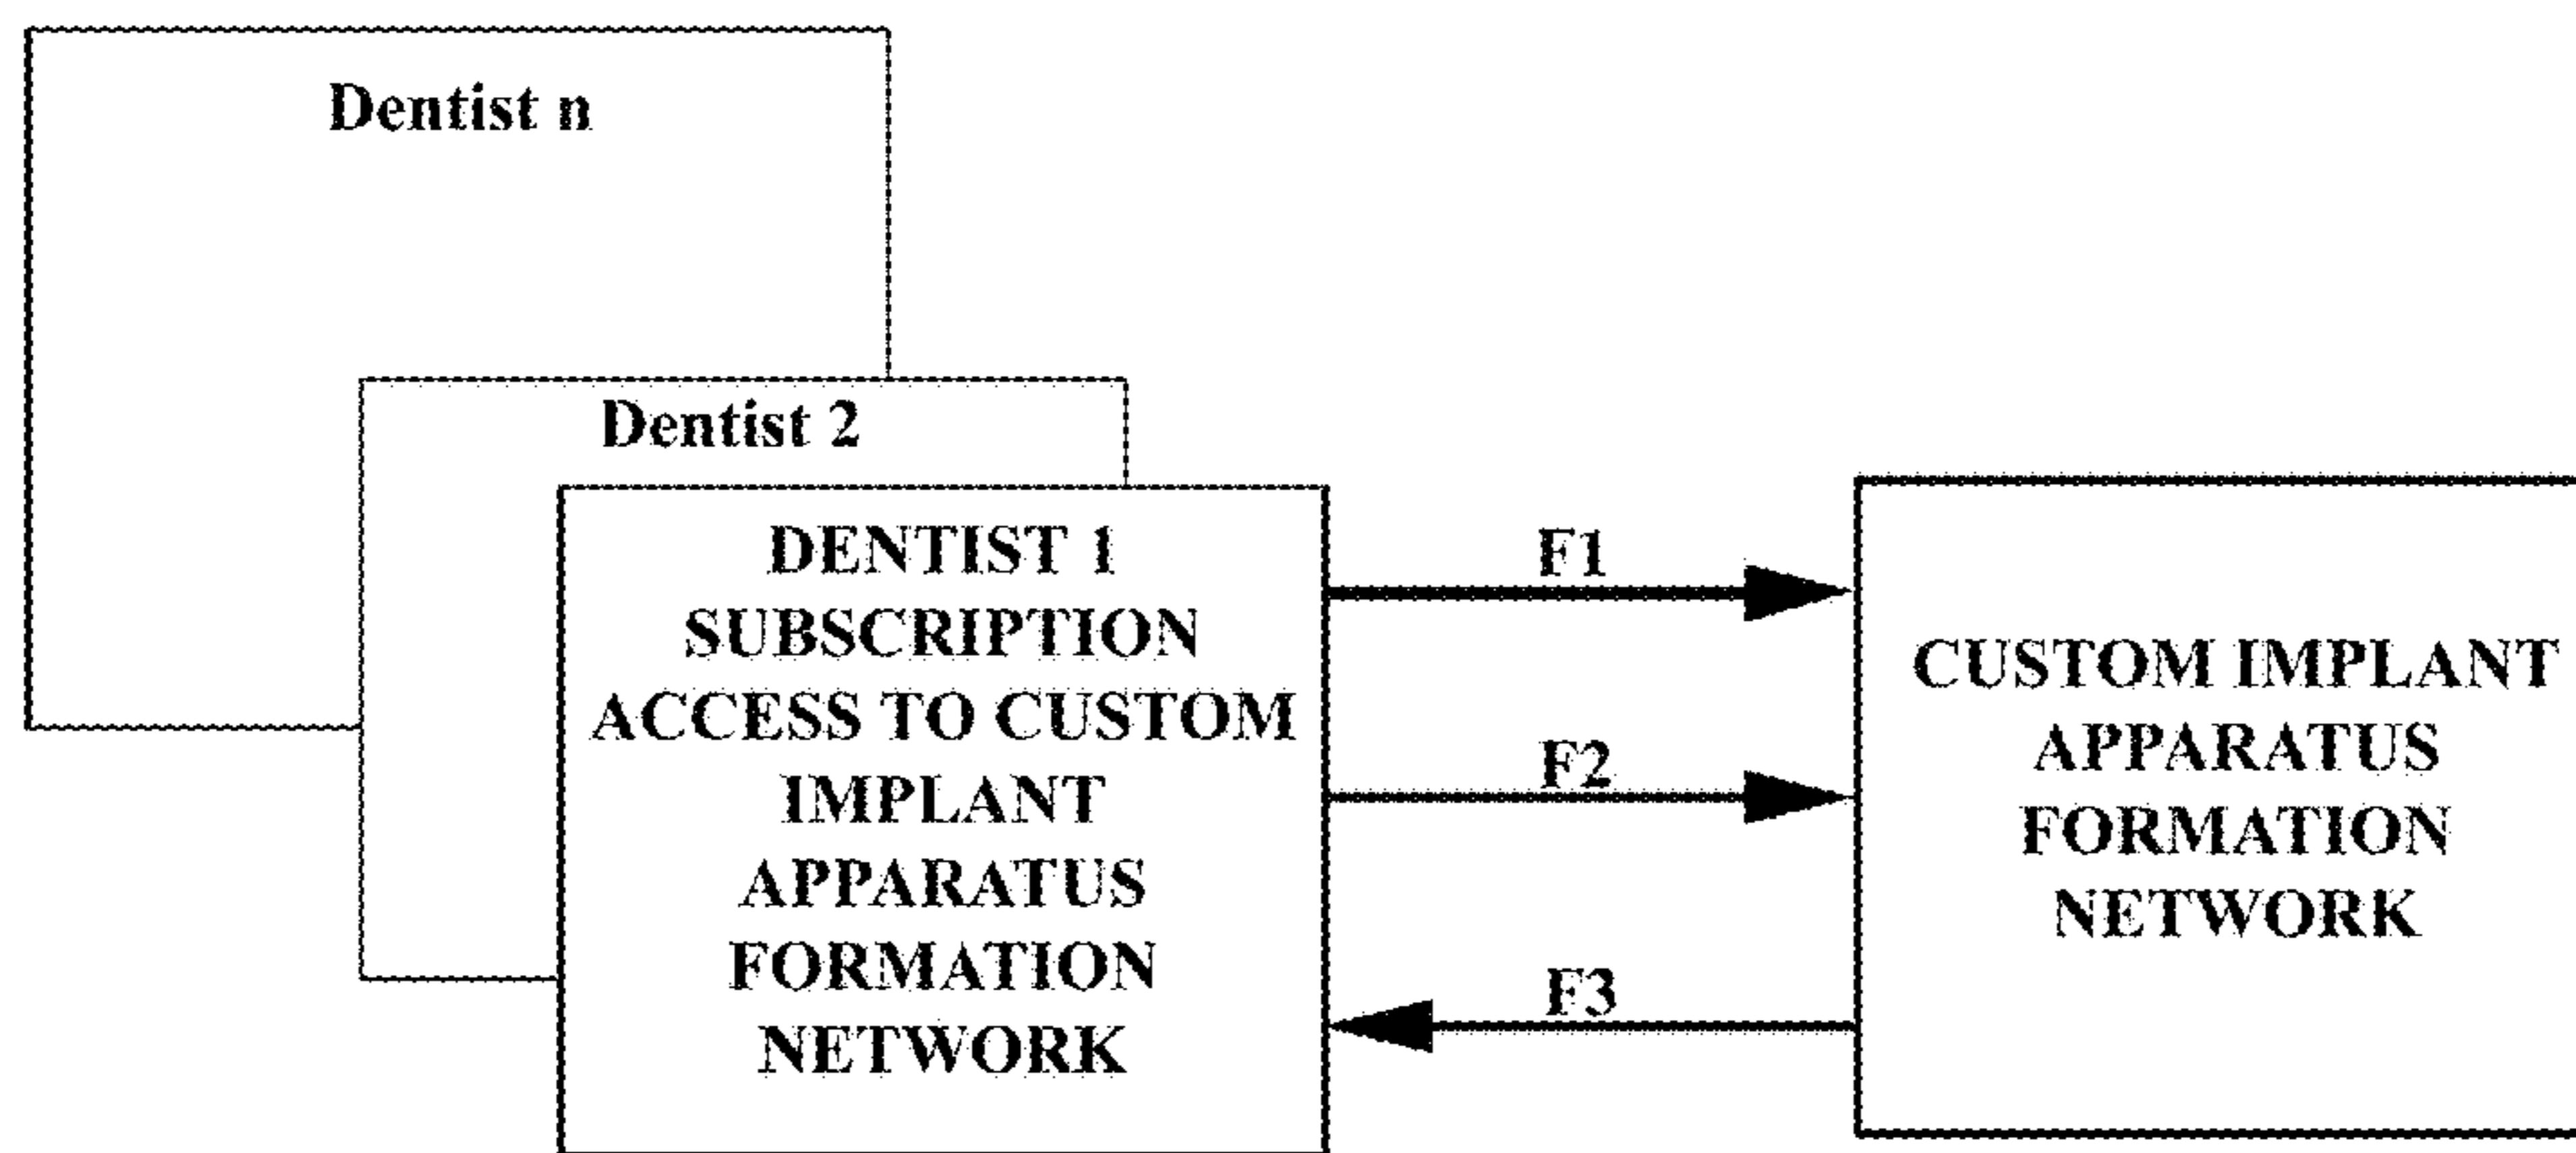 Dentist n
Dentist 2
DENTIST 1
SUBSCRIPTION
ACCESS TO CUSTOM
IMPLANT
APPARATUS
FORMATION
NETWORK
F1
F2
F3
CUSTOM IMPLANT
APPARATUS
FORMATION
NETWORK